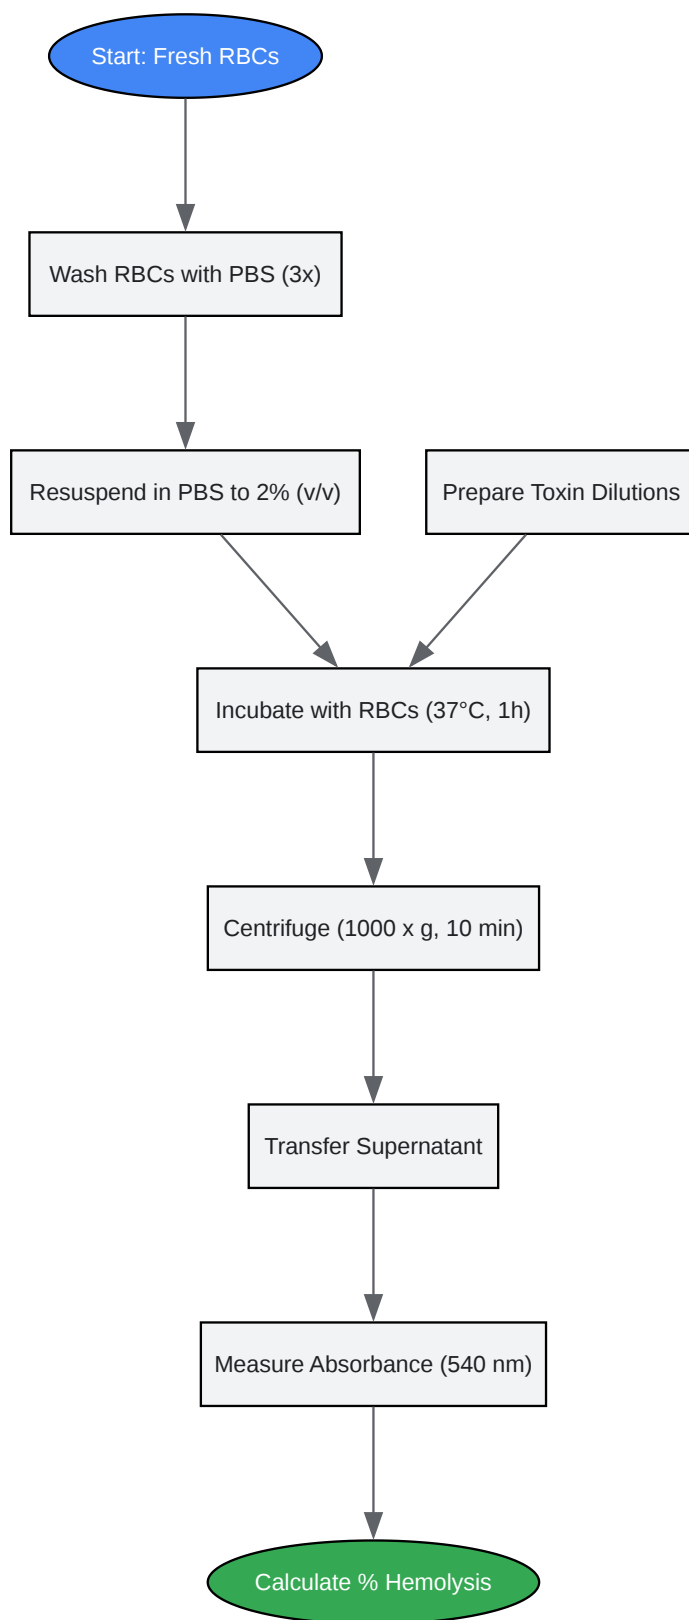 Start: Fresh RBCs
Wash RBCs with PBS (3x)
Resuspend in PBS to 2% (v/v)
Prepare Toxin Dilutions
Incubate with RBCs (37°C, 1h)
Centrifuge (1000 x g, 10 min)
Transfer Supernatant
Measure Absorbance (540 nm)
Calculate % Hemolysis